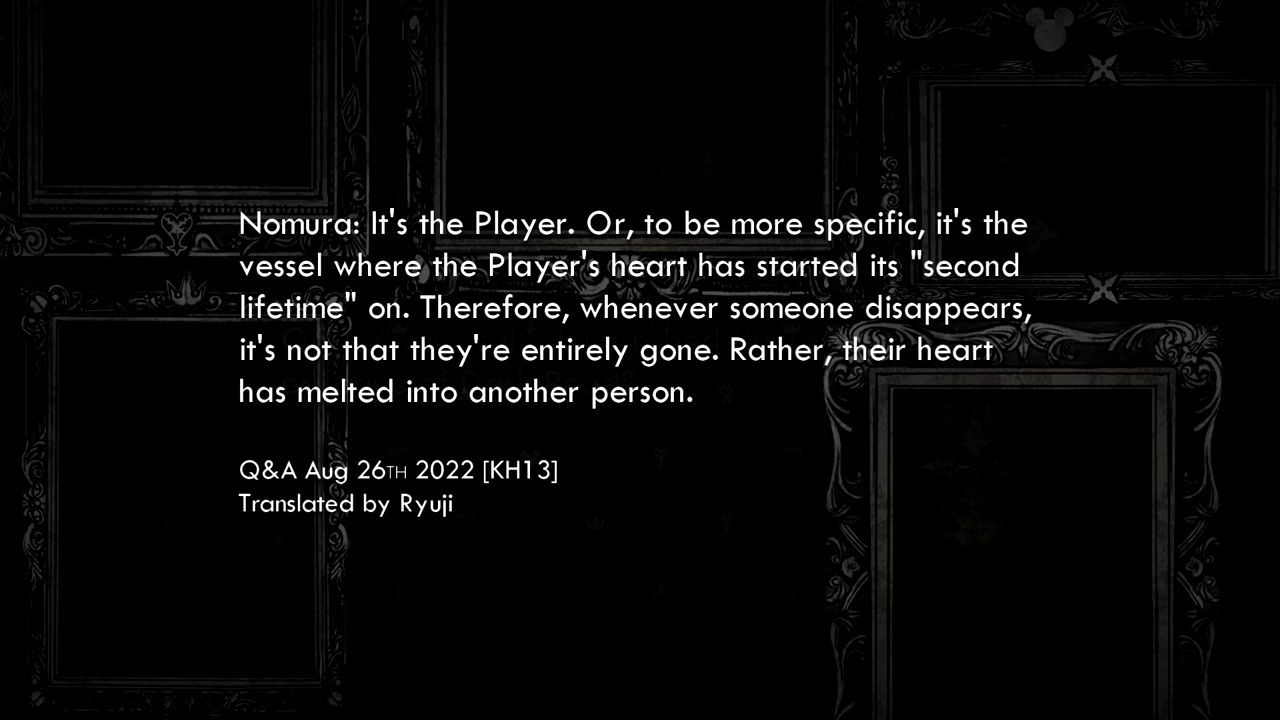 Nomura: It's the Player. Or, to be more specific, it's the
vessel where the Player's heart has started its "second
lifetime" on. Therefore, whenever someone disappears,
it's not that they're entirely gone. Rather, their heart
has melted into another person.
Q&A Aug 26TH 2022 [KH13]
Translated by Ryuji